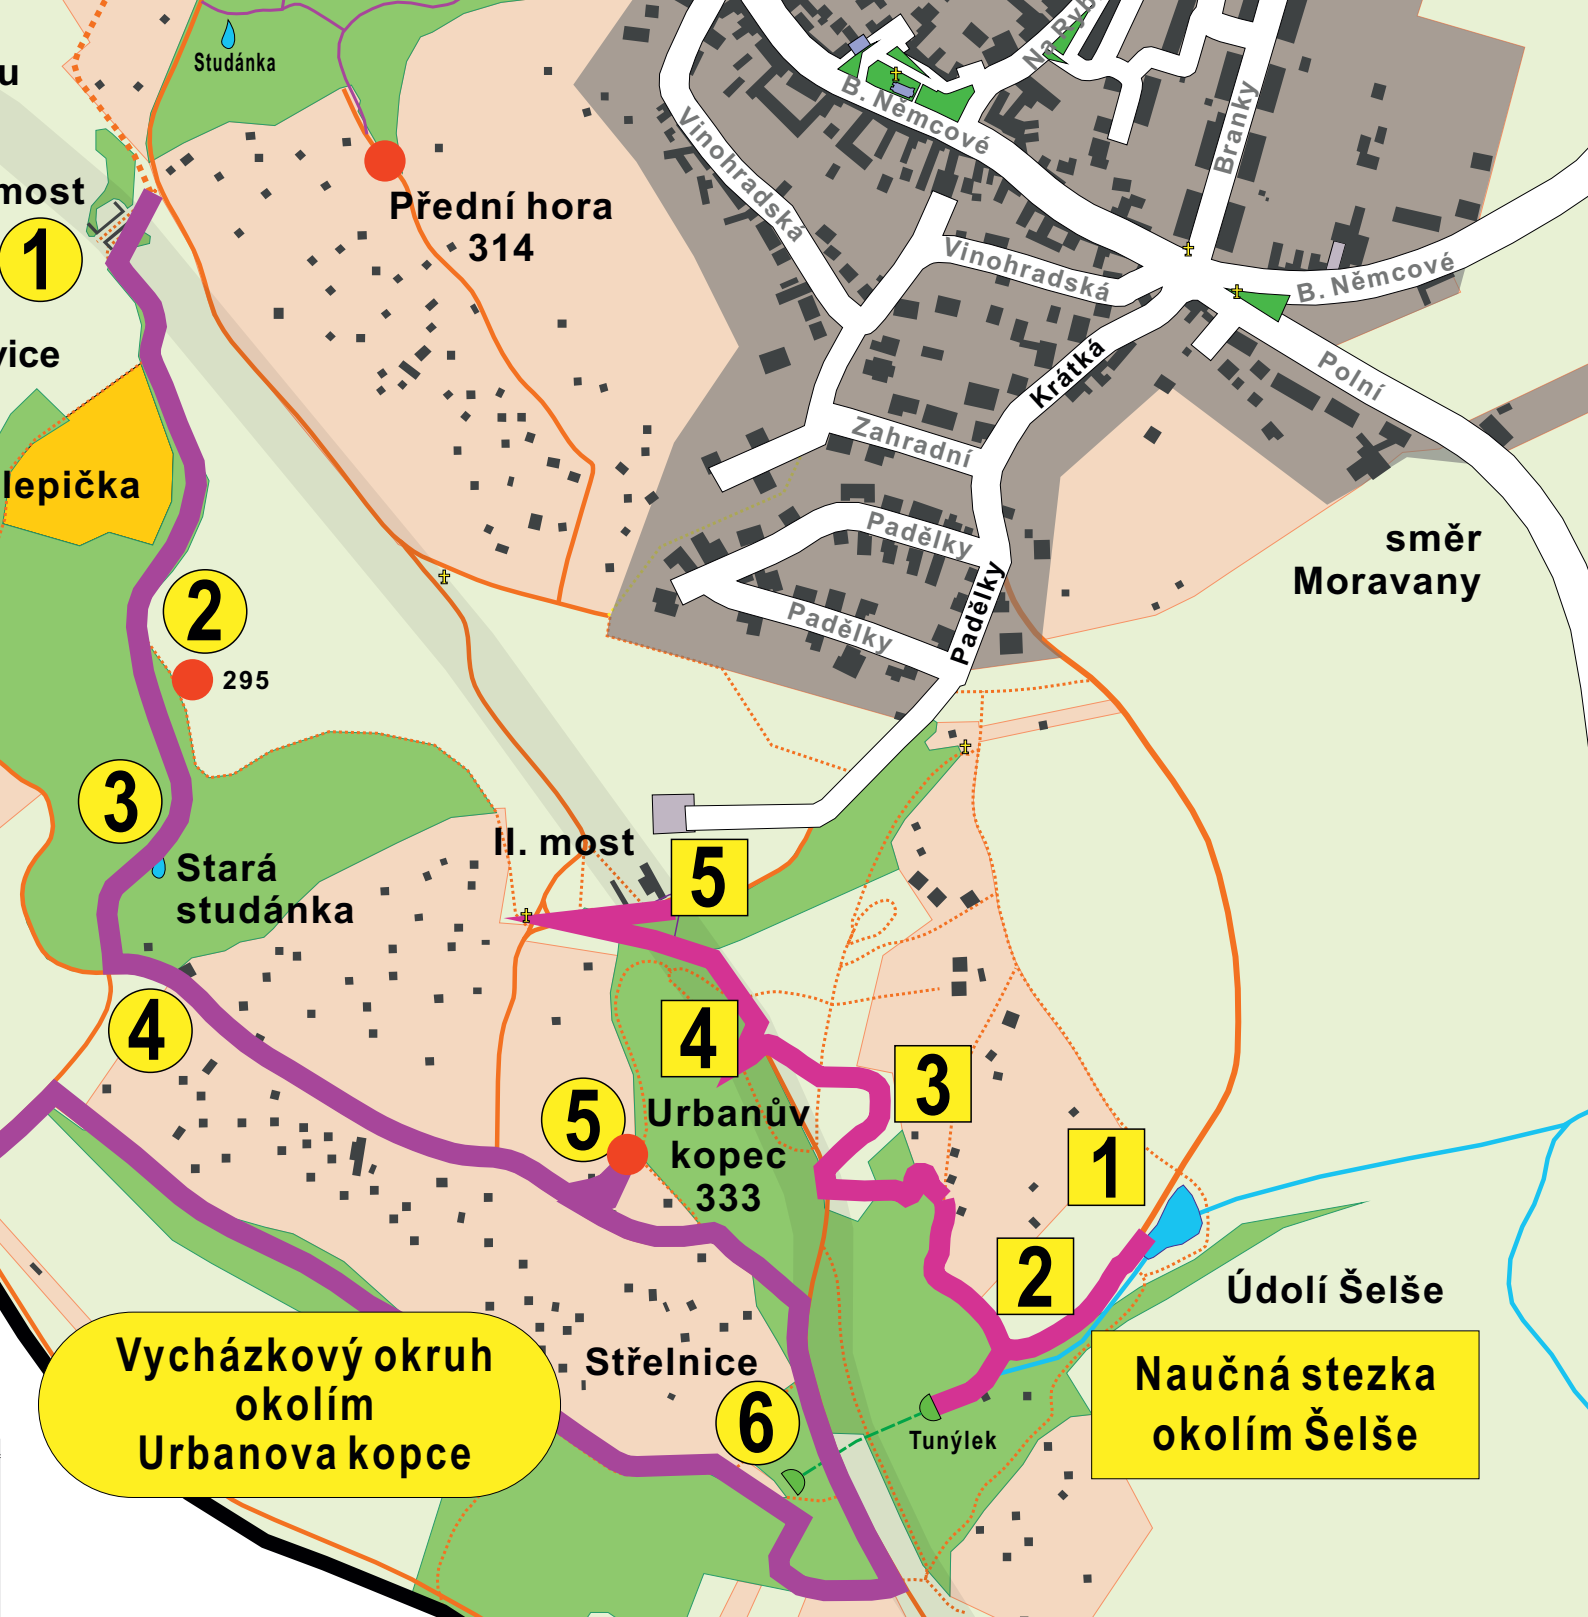 Studánka
u
Na Ryb
B. Němcové
Branky
Vinohradská
most
1
Přední hora
314
Vinohradská
B. Němcové
Polní
Krátká
Zahradní
vice
lepička
Padělky
Padělky
Padělky
směr
Moravany
2
295
3
II. most
5
Stará
studánka
4
4
3
5
Urbanův
kopec
333
1
2
Údolí Šelše
Střelnice
6
Tunýlek
Vycházkový okruh
okolím
Urbanova kopce
Naučná stezka
okolím Šelše